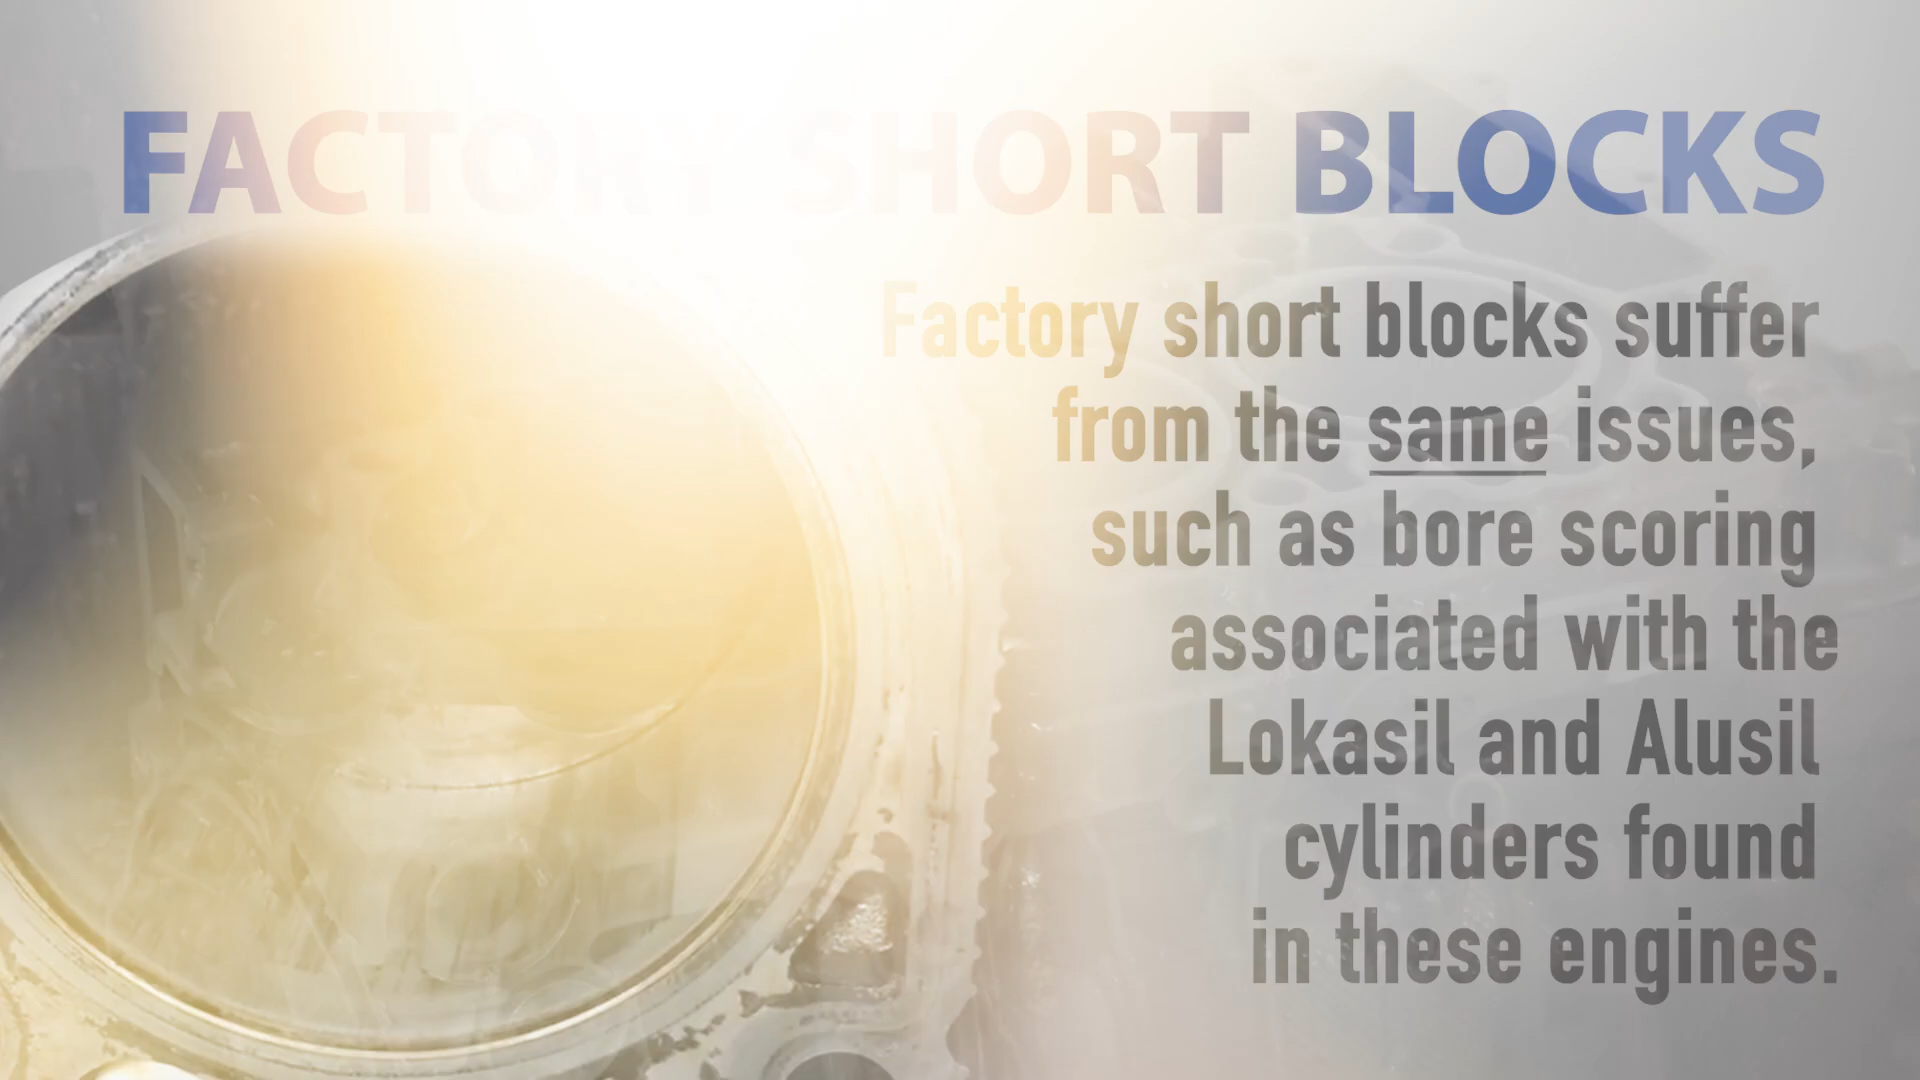 FACTORY SHORT BLOCKS
Factory short blocks suffer
from the same issues,
such as bore scoring
associated with the
Lokasil and Alusil
cylinders found
in these engines.